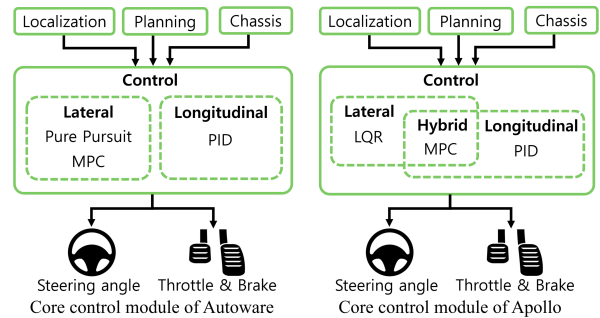 Localization
Planning
Chassis
Control
Lateral
Pure Pursuit
MPC
Longitudinal
PID
Steering angle
Throttle & Brake
Core control module of Autoware
Localization
Planning
Chassis
Control
Lateral
LQR
Hybrid
MPC
Longitudinal
PID
Steering angle
Throttle & Brake
Core control module of Apollo